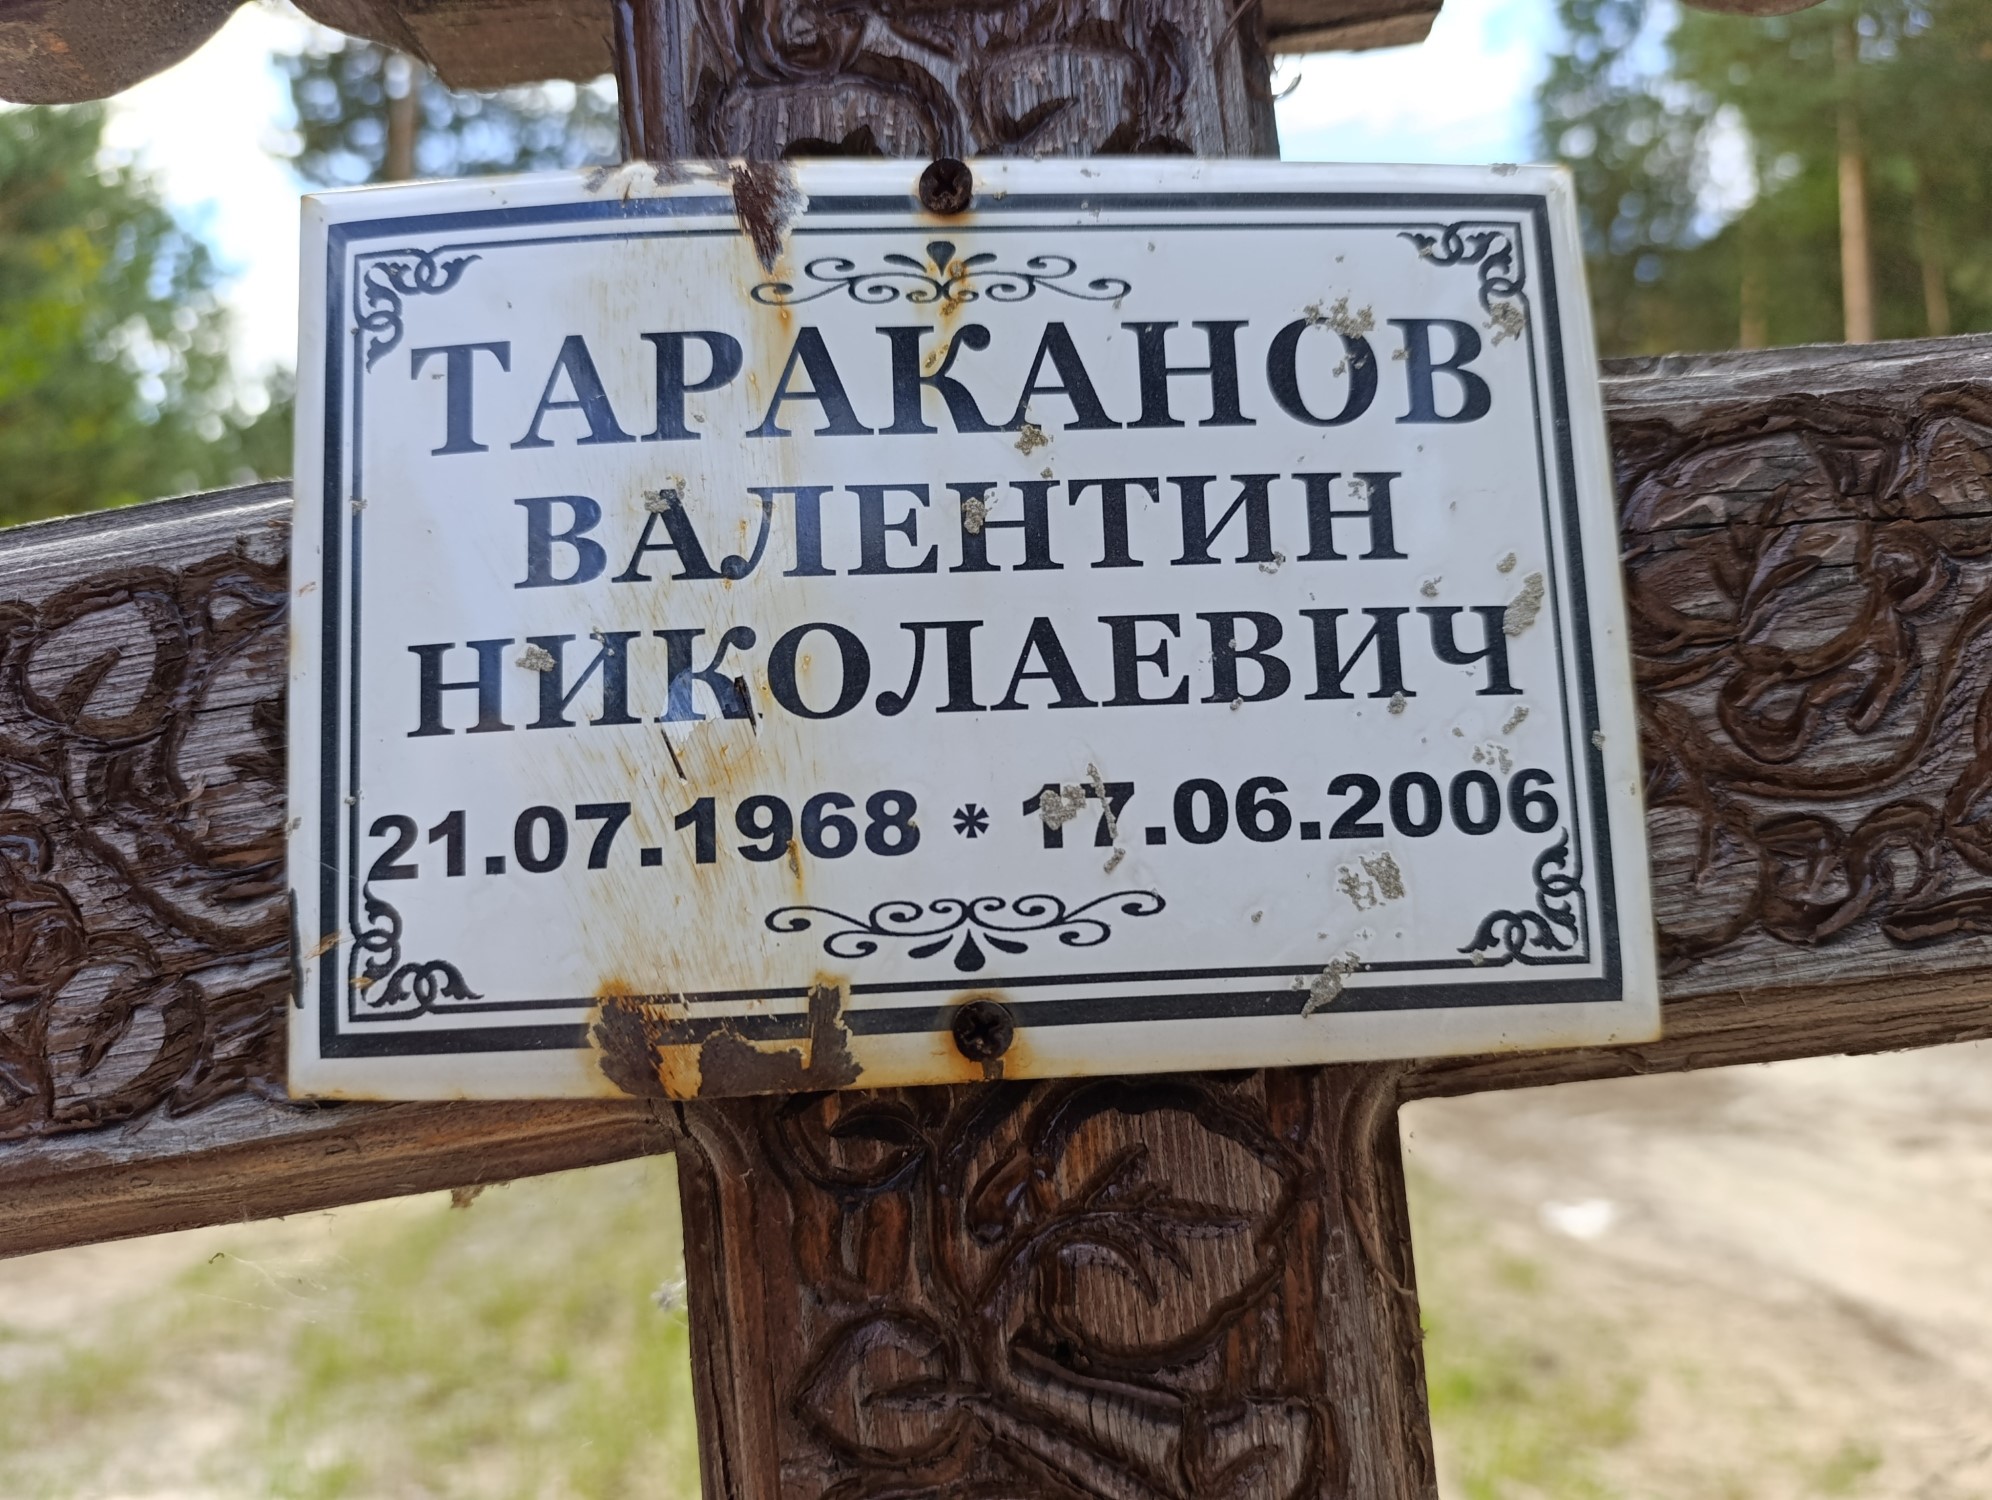 ТАРАКАНОВ
ВАЛЕНТИН
НИКОЛАЕВИЧ
21.07.1968 * 17.06.2006